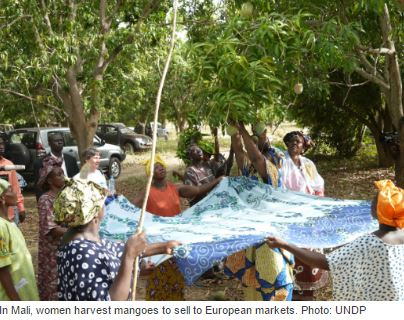 In Mali, women harvest mangoes to sell to European markets. Photo: UNDP